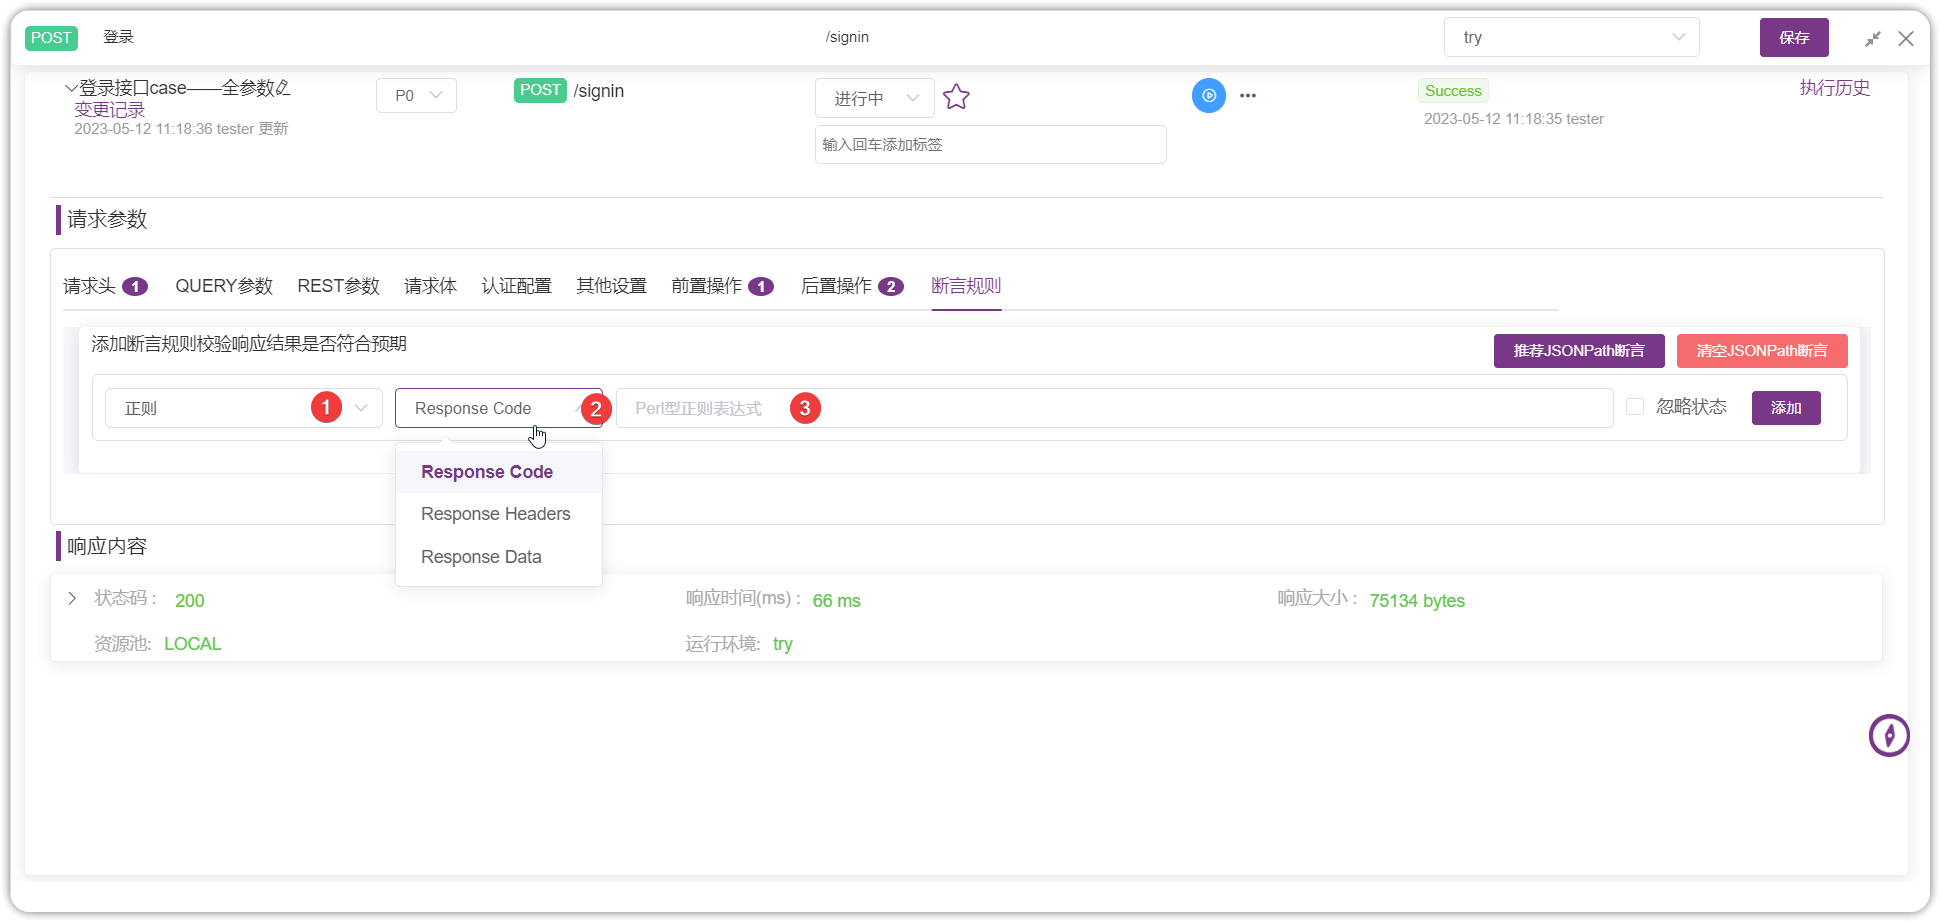 POST 登录 /signin try 保存
登录接口case——全参数 P0 POST /signin 进行中 Success 执行历史
变更记录
2023-05-12 11:18:36 tester 更新 2023-05-12 11:18:35 tester
输入回车添加标签
请求参数
请求头 1 QUERY参数 REST参数 请求体 认证配置 其他设置 前置操作 1 后置操作 2 断言规则
添加断言规则校验响应结果是否符合预期 推荐JSONPath断言 清空JSONPath断言
正则 1 Response Code 2 Perl型正则表达式 3 忽略状态 添加
Response Code
Response Headers
Response Data
响应内容
状态码 : 200 响应时间(ms) : 66 ms 响应大小 : 75134 bytes
资源池: LOCAL 运行环境: try